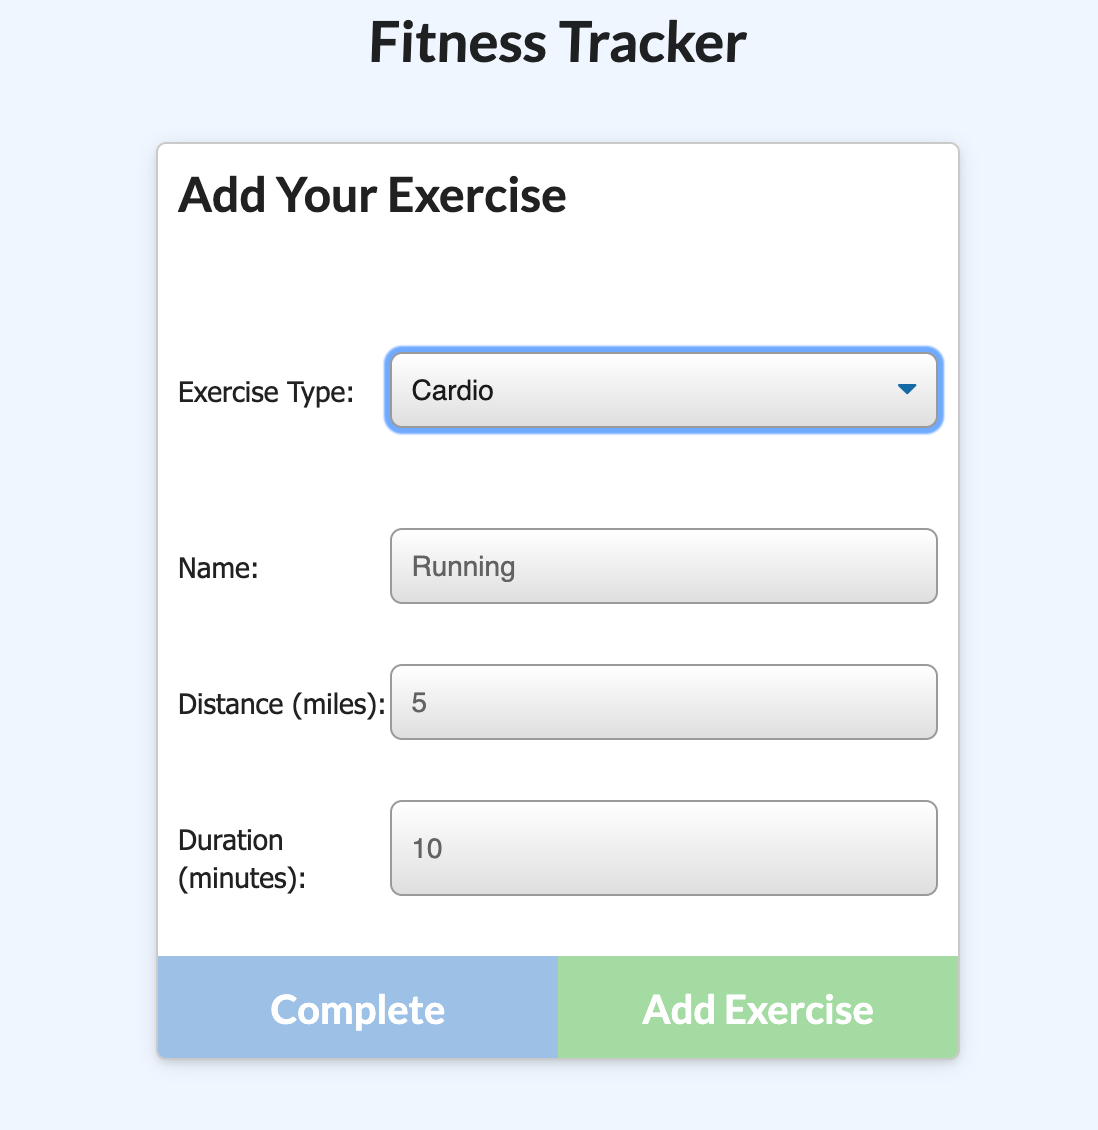 Fitness Tracker
Add Your Exercise
Exercise Type:
Cardio
Name:
Running
Distance (miles):
5
Duration
(minutes):
10
Complete
Add Exercise